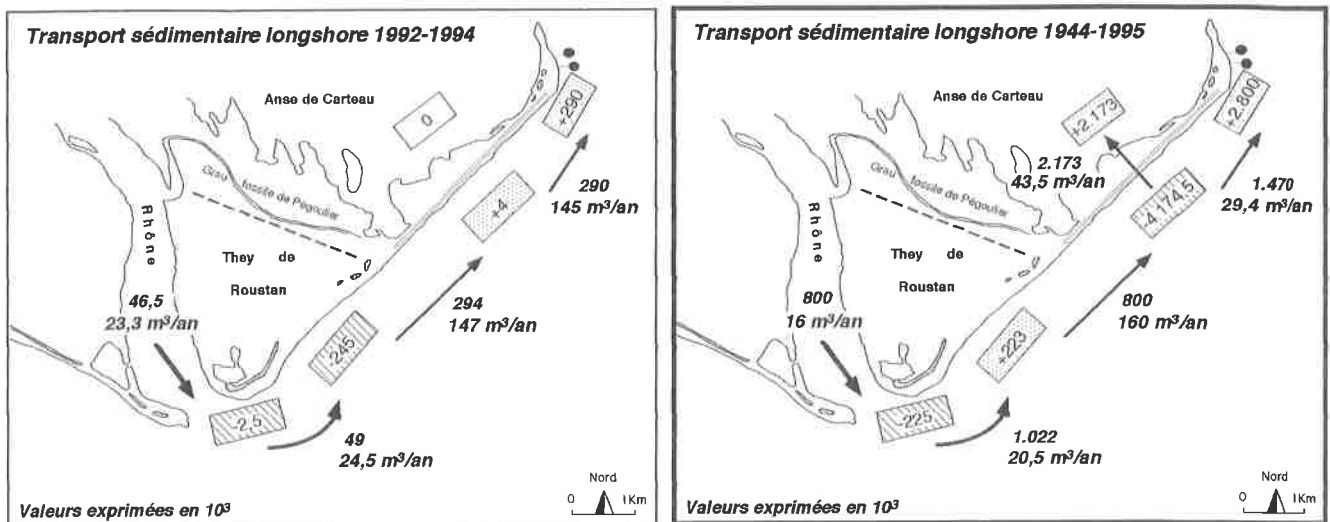 Transport sédimentaire longshore 1992-1994
Anse de Carteau
0
+290
290
145 m³/an
Grau fossile de Pégoulier
+4
Rhône
They de
Roustan
294
147 m³/an
46,5
23,3 m³/an
-245
-2,5
49
24,5 m³/an
Nord
0 1Km
Valeurs exprimées en 10³
Transport sédimentaire longshore 1944-1995
Anse de Carteau
+2.173
+2.800
2.173
43,5 m³/an
1.470
29,4 m³/an
Grau fossile de Pégoulier
-4.174,5
Rhône
They de
Roustan
800
160 m³/an
800
16 m³/an
+223
-225
1.022
20,5 m³/an
Nord
0 1Km
Valeurs exprimées en 10³